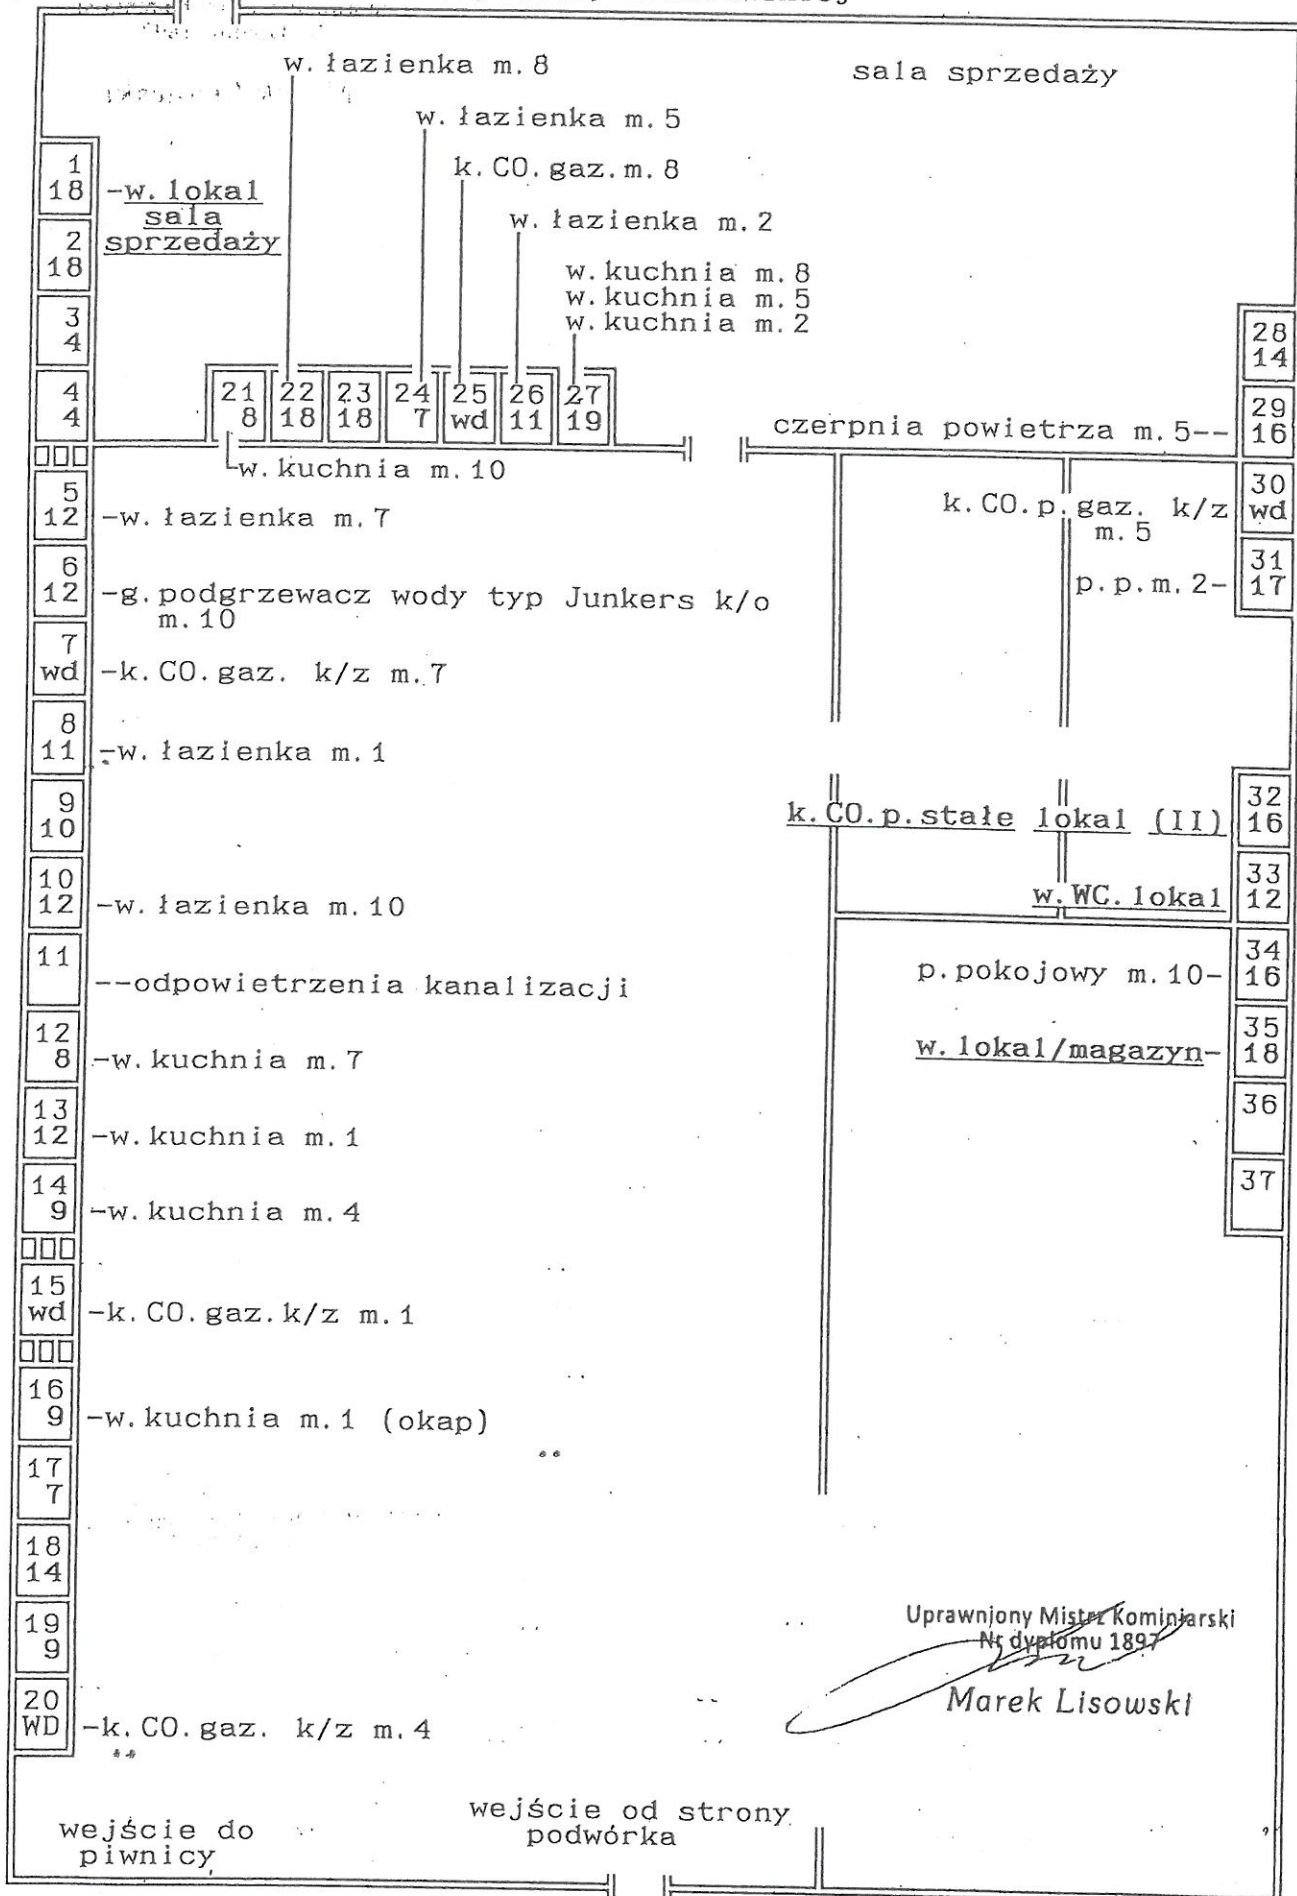 w. łazienka m. 8
sala sprzedaży
w. łazienka m. 5
k. CO. gaz. m. 8
w. łazienka m. 2
w. kuchnia m. 8
w. kuchnia m. 5
w. kuchnia m. 2
1
18
-w. lokal
sala
sprzedaży
2
18
3
4
4
4
21
8
22
18
23
18
24
7
25
wd
26
11
27
19
w. kuchnia m. 10
28
14
czerpnia powietrza m. 5--
29
16
k. CO. p. gaz. k/z
m. 5
30
wd
p. p. m. 2-
31
17
5
12
-w. łazienka m. 7
6
12
-g. podgrzewacz wody typ Junkers k/o
m. 10
7
wd
-k. CO. gaz. k/z m. 7
8
11
-w. łazienka m. 1
9
10
10
12
-w. łazienka m. 10
11
--odpowietrzenia kanalizacji
12
8
-w. kuchnia m. 7
13
12
-w. kuchnia m. 1
14
9
-w. kuchnia m. 4
15
wd
-k. CO. gaz. k/z m. 1
16
9
-w. kuchnia m. 1 (okap)
17
7
18
14
19
9
20
WD
-k. CO. gaz. k/z m. 4
k. CO. p. stałe lokal (II)
32
16
w. WC. lokal
33
12
p. pokojowy m. 10-
34
16
w. lokal/magazyn-
35
18
36
37
Uprawniony Mistrz Kominiarski
Nr dyplomu 1897
Marek Lisowski
wejście do
piwnicy
wejście od strony
podwórka